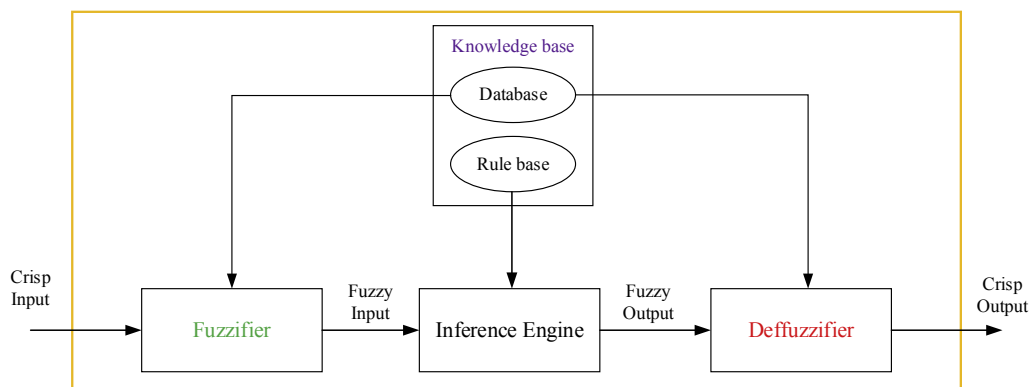 Knowledge base
Database
Rule base
Crisp
Input
Fuzzifier
Fuzzy
Input
Inference Engine
Fuzzy
Output
Deffuzzifier
Crisp
Output